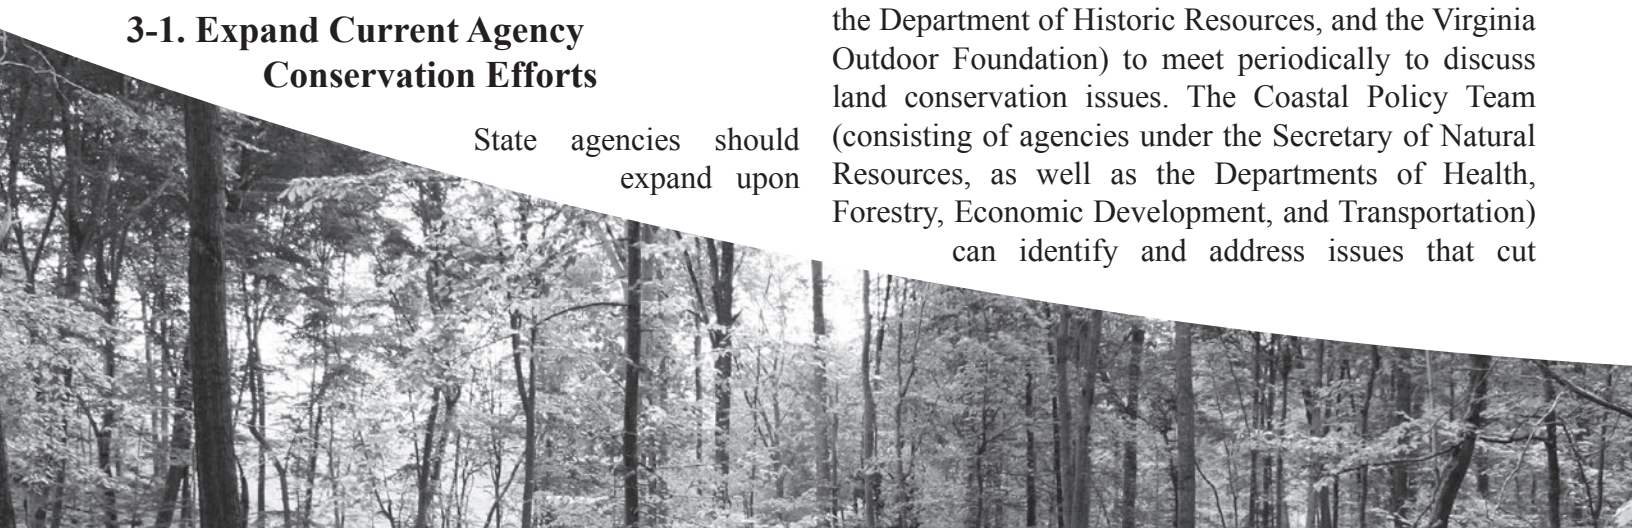 3-1. Expand Current Agency
Conservation Efforts
State agencies should
expand upon
the Department of Historic Resources, and the Virginia
Outdoor Foundation) to meet periodically to discuss
land conservation issues. The Coastal Policy Team
(consisting of agencies under the Secretary of Natural
Resources, as well as the Departments of Health,
Forestry, Economic Development, and Transportation)
can identify and address issues that cut